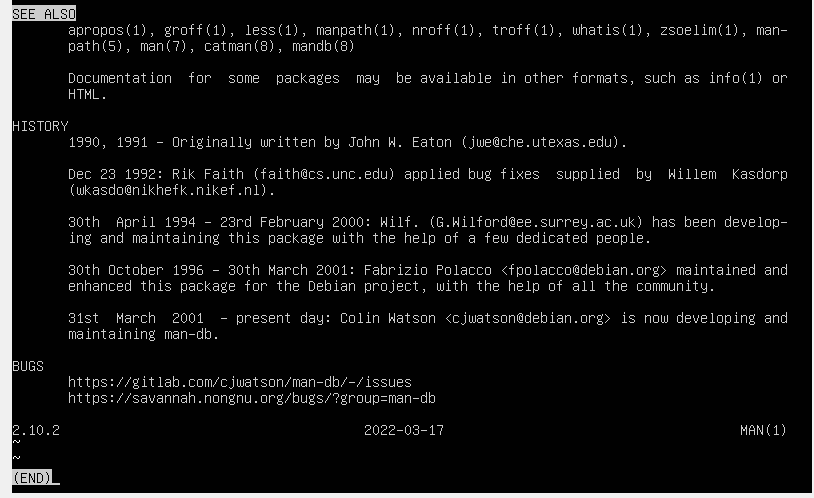 SEE ALSO
apropos(1), groff(1), less(1), manpath(1), nroff(1), troff(1), whatis(1), zsoelim(1), man-
path(5), man(7), catman(8), mandb(8)
Documentation for some packages may be available in other formats, such as info(1) or
HTML.
HISTORY
1990, 1991 – Originally written by John W. Eaton (jwe@che.utexas.edu).
Dec 23 1992: Rik Faith (faith@cs.unc.edu) applied bug fixes supplied by Willem Kasdorp
(wkasdo@nikhefk.nikef.nl).
30th April 1994 – 23rd February 2000: Wilf. (G.Wilford@ee.surrey.ac.uk) has been develop-
ing and maintaining this package with the help of a few dedicated people.
30th October 1996 – 30th March 2001: Fabrizio Polacco <fpolacco@debian.org> maintained and
enhanced this package for the Debian project, with the help of all the community.
31st March 2001 – present day: Colin Watson <cjwatson@debian.org> is now developing and
maintaining man-db.
BUGS
https://gitlab.com/cjwatson/man-db/-/issues
https://savannah.nongnu.org/bugs/?group=man-db
2.10.2 2022-03-17 MAN(1)
~
~
(END)